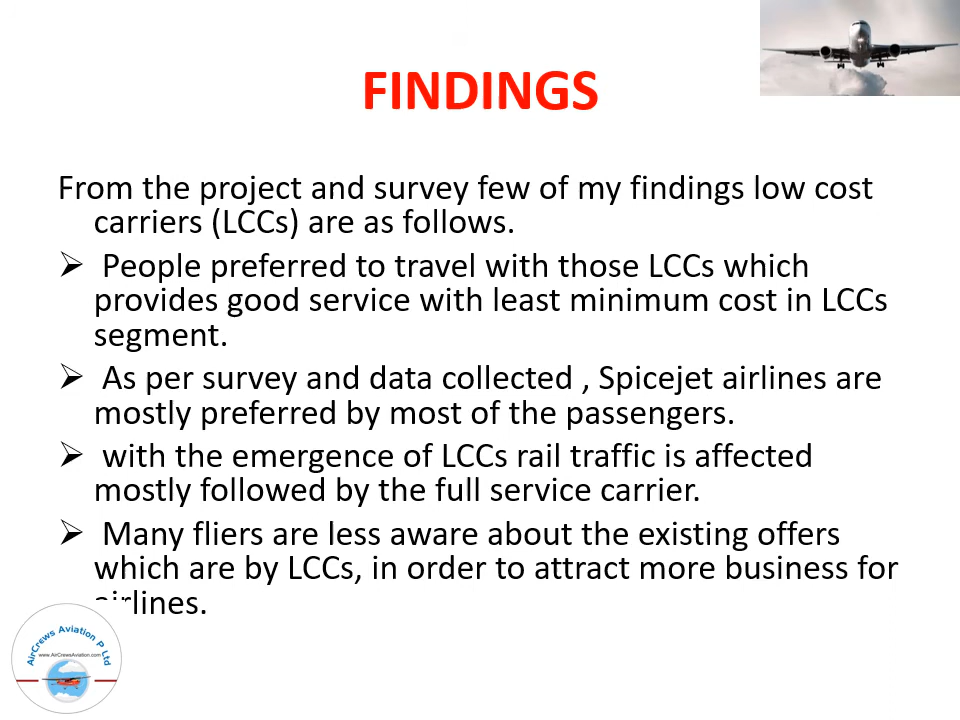 FINDINGS
From the project and survey few of my findings low cost
carriers (LCCs) are as follows.
➢ People preferred to travel with those LCCs which
provides good service with least minimum cost in LCCs
segment.
➢ As per survey and data collected , Spicejet airlines are
mostly preferred by most of the passengers.
➢ with the emergence of LCCs rail traffic is affected
mostly followed by the full service carrier.
➢ Many fliers are less aware about the existing offers
which are by LCCs, in order to attract more business for
airlines.
AirCrews Aviation P Ltd
www.AirCrewsAviation.com